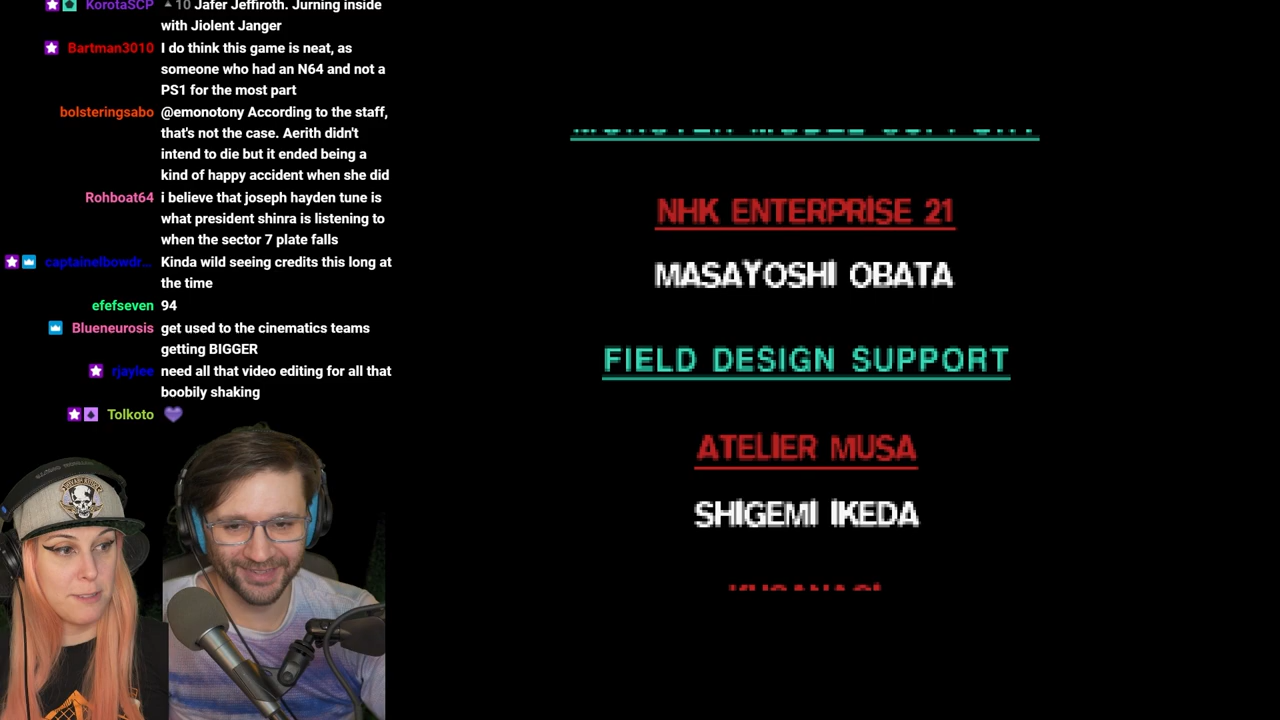 KorotaSCP 10 Jafer Jeffiroth. Jurning inside
with Jiolent Janger
Bartman3010 I do think this game is neat, as
someone who had an N64 and not a
PS1 for the most part
bolsteringsabo @emonotony According to the staff,
that's not the case. Aerith didn't
intend to die but it ended being a
kind of happy accident when she did
Rohboat64 i believe that joseph hayden tune is
what president shinra is listening to
when the sector 7 plate falls
captainelbowdr... Kinda wild seeing credits this long at
the time
efefseven 94
Blueneurosis get used to the cinematics teams
getting BIGGER
rjaylee need all that video editing for all that
boobily shaking
Tolkoto
NHK ENTERPRISE 21
MASAYOSHI OBATA
FIELD DESIGN SUPPORT
ATELIER MUSA
SHIGEMI IKEDA